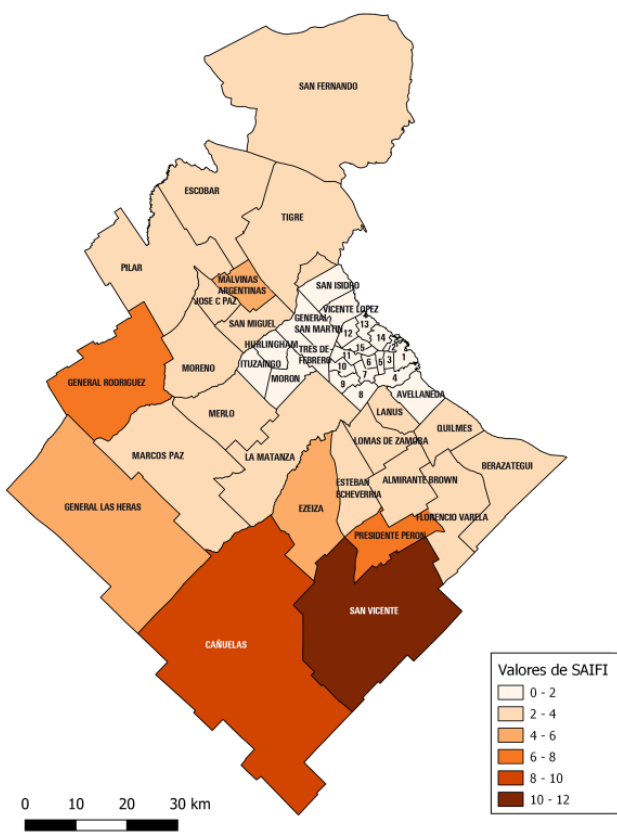 SAN FERNANDO
ESCOBAR
TIGRE
PILAR
MALVINAS
ARGENTINAS
JOSE C PAZ
SAN ISIDRO
SAN MIGUEL
VICENTE LOPEZ
GENERAL
SAN MARTIN
13
12
14
2
HURLINGHAM
TRES DE
FEBRERO
15
11
1
ITUZAINGO
MORON
10
6
5
3
7
4
9
8
MORENO
GENERAL RODRIGUEZ
AVELLANEDA
MERLO
LANUS
QUILMES
MARCOS PAZ
LA MATANZA
LOMAS DE ZAMORA
BERAZATEGUI
ESTEBAN
ECHEVERRIA
ALMIRANTE BROWN
GENERAL LAS HERAS
EZEIZA
FLORENCIO VARELA
PRESIDENTE PERON
SAN VICENTE
CAÑUELAS
Valores de SAIFI
0 - 2
2 - 4
4 - 6
6 - 8
8 - 10
10 - 12
0 10 20 30 km